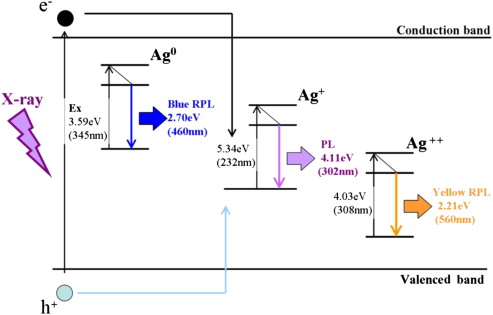 e-
Conduction band
Ag0
X-ray
Ex
3.59eV
(345nm)
Blue RPL
2.70eV
(460nm)
Ag+
5.34eV
(232nm)
PL
4.11eV
(302nm)
Ag++
4.03eV
(308nm)
Yellow RPL
2.21eV
(560nm)
Valenced band
h+